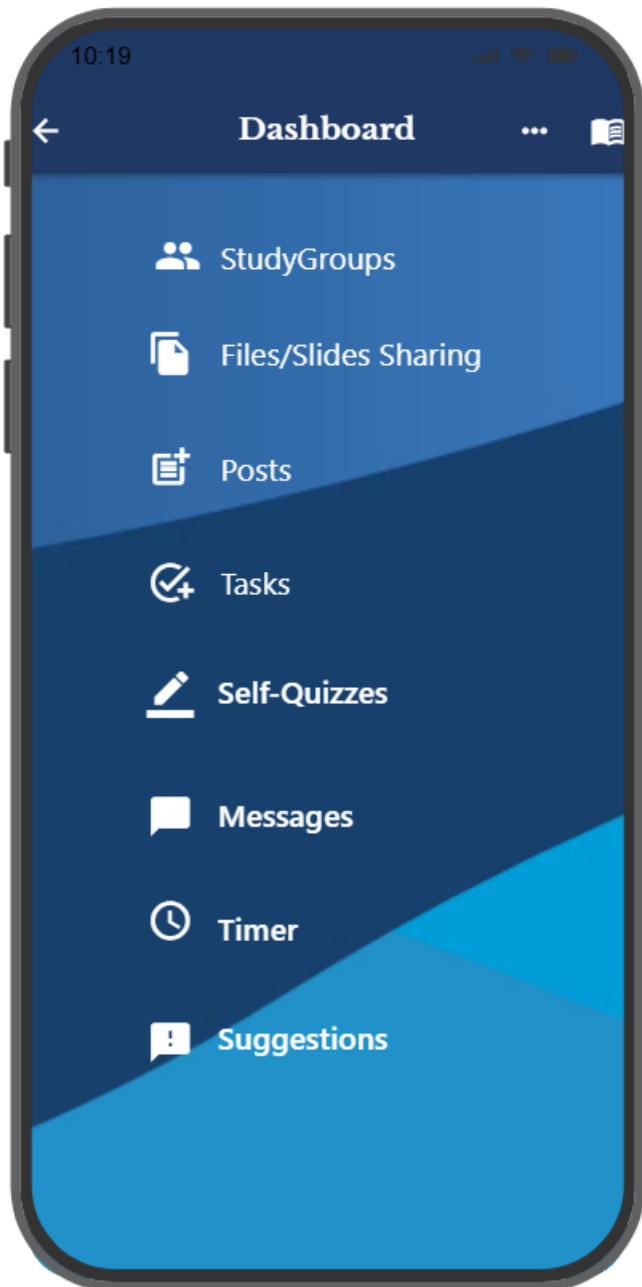 10:19
Dashboard
StudyGroups
Files/Slides Sharing
Posts
Tasks
Self-Quizzes
Messages
Timer
Suggestions